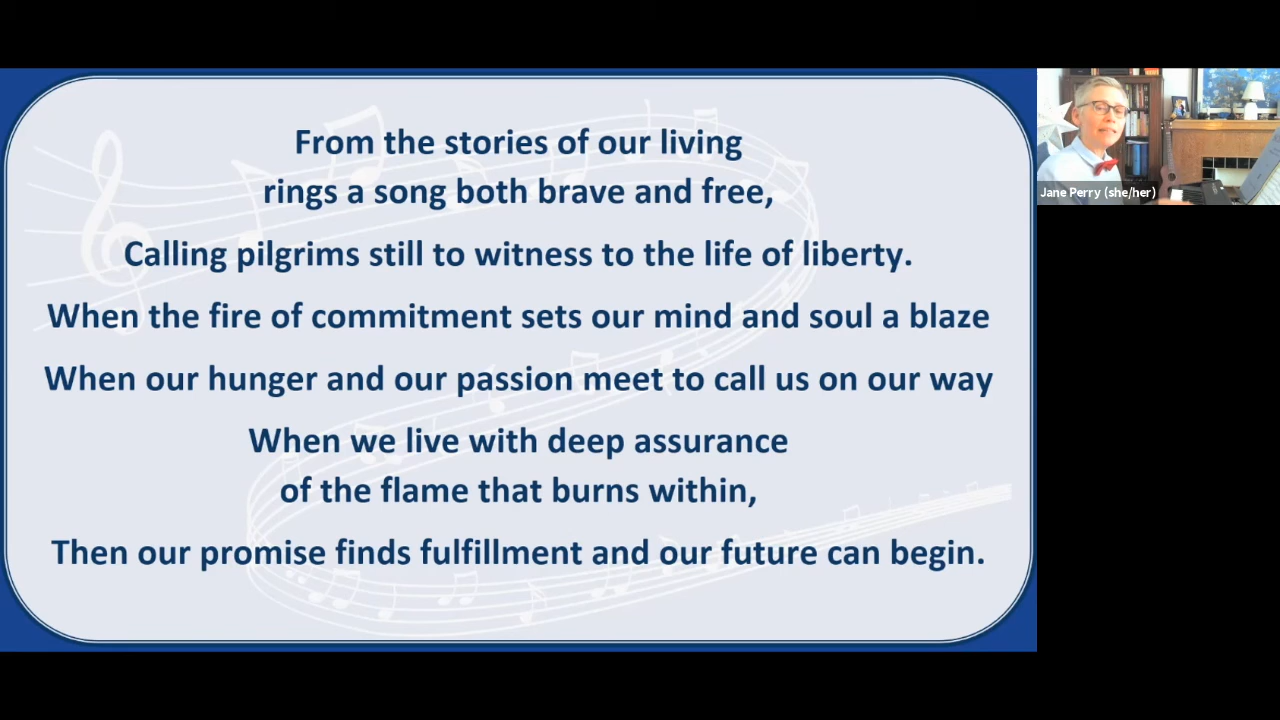 From the stories of our living
rings a song both brave and free,
Calling pilgrims still to witness to the life of liberty.
When the fire of commitment sets our mind and soul a blaze
When our hunger and our passion meet to call us on our way
When we live with deep assurance
of the flame that burns within,
Then our promise finds fulfillment and our future can begin.
Jane Perry (she/her)